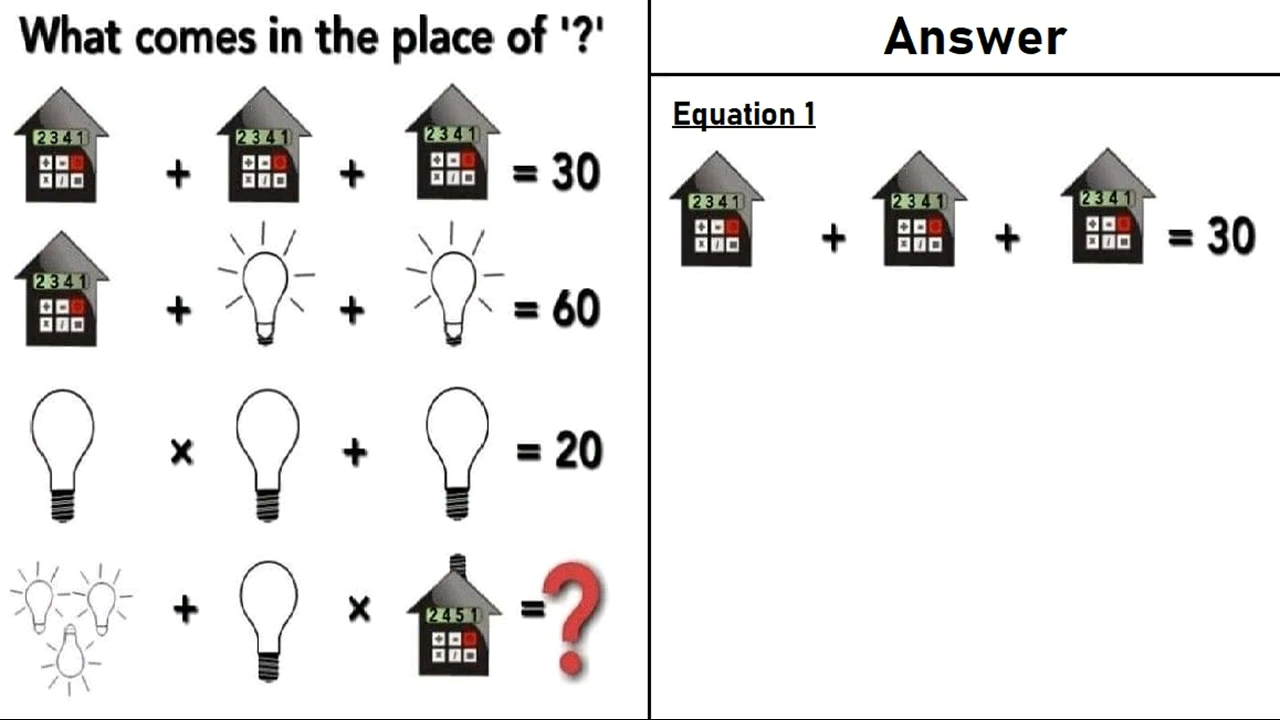 What comes in the place of '?'
2341 + 2341 + 2341 = 30
2341 + + = 60
× + = 20
+ × 2451 = ?
Answer
Equation 1
2341 + 2341 + 2341 = 30